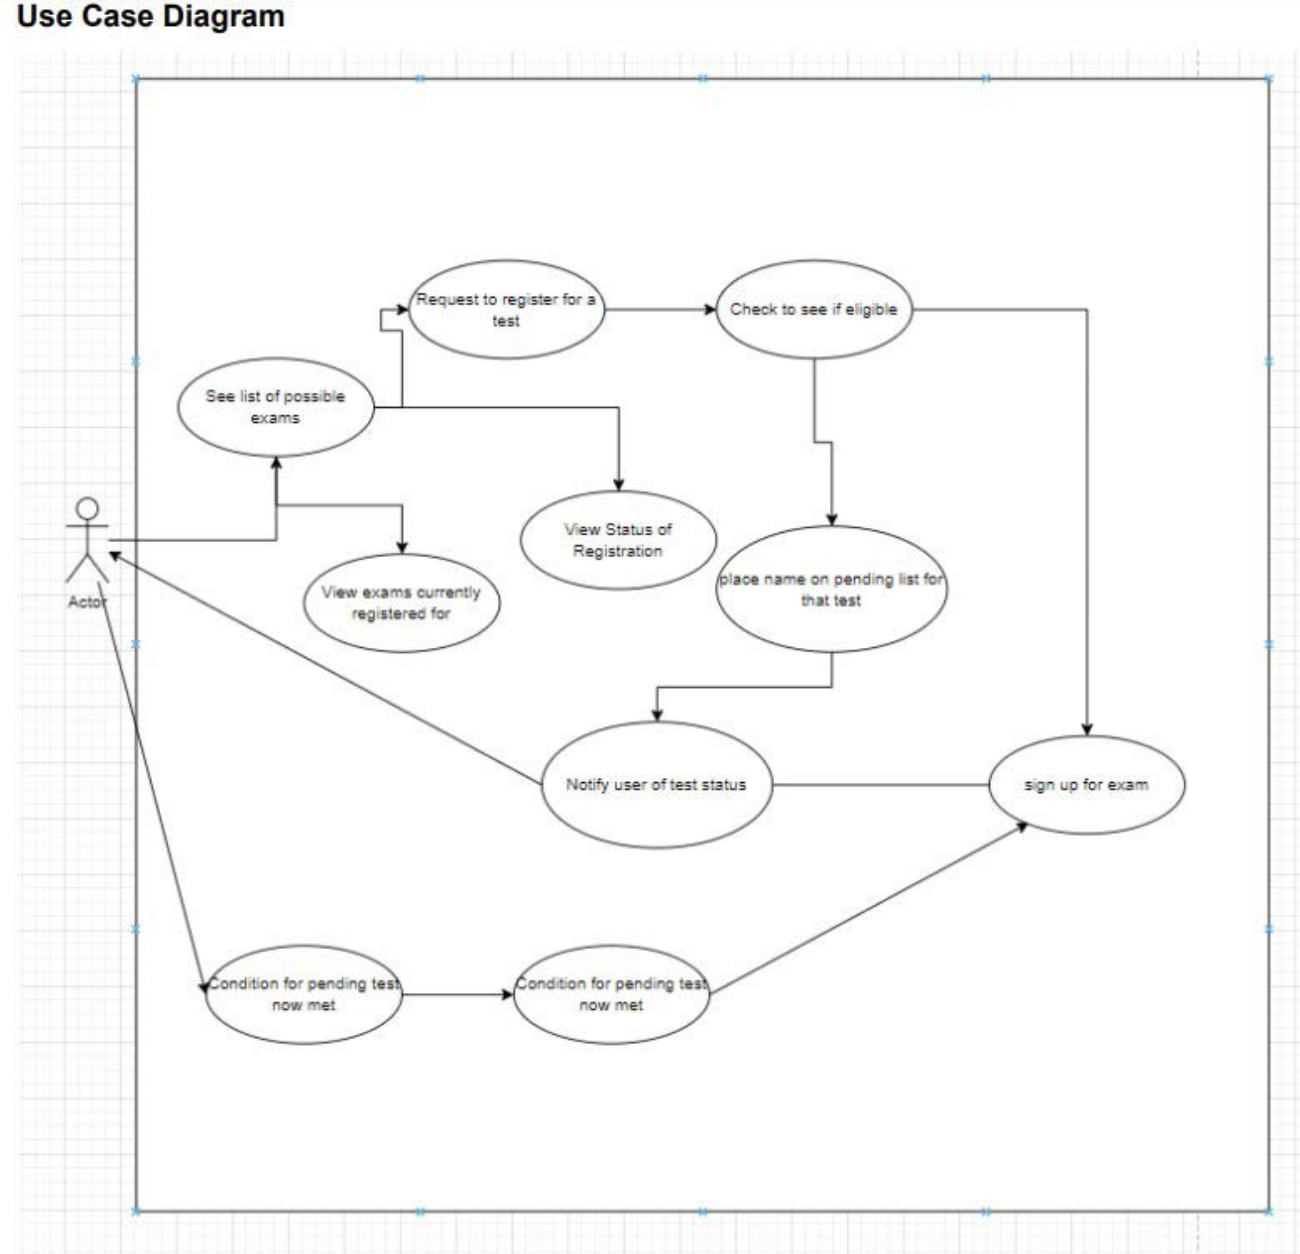 Use Case Diagram
Request to register for a
test
Check to see if eligible
See list of possible
exams
View Status of
Registration
place name on pending list for
that test
View exams currently
registered for
Actor
Notify user of test status
sign up for exam
Condition for pending test
now met
Condition for pending test
now met